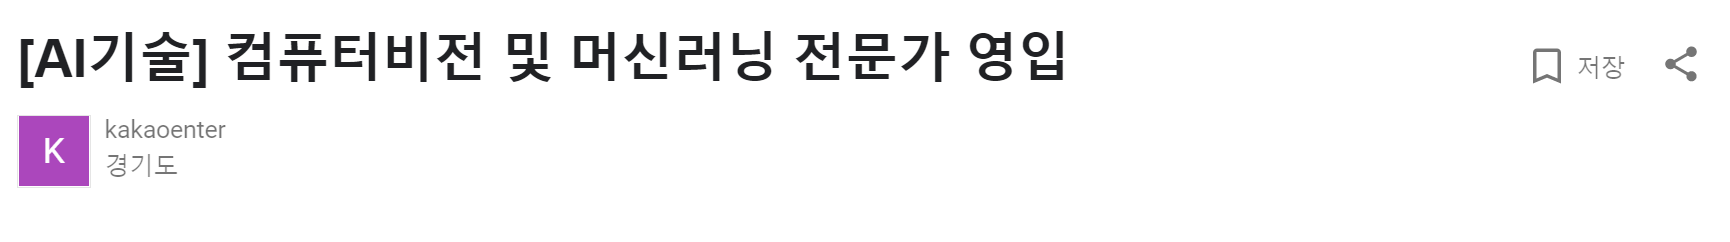 [AI기술] 컴퓨터비전 및 머신러닝 전문가 영입
저장
K
kakaoenter
경기도